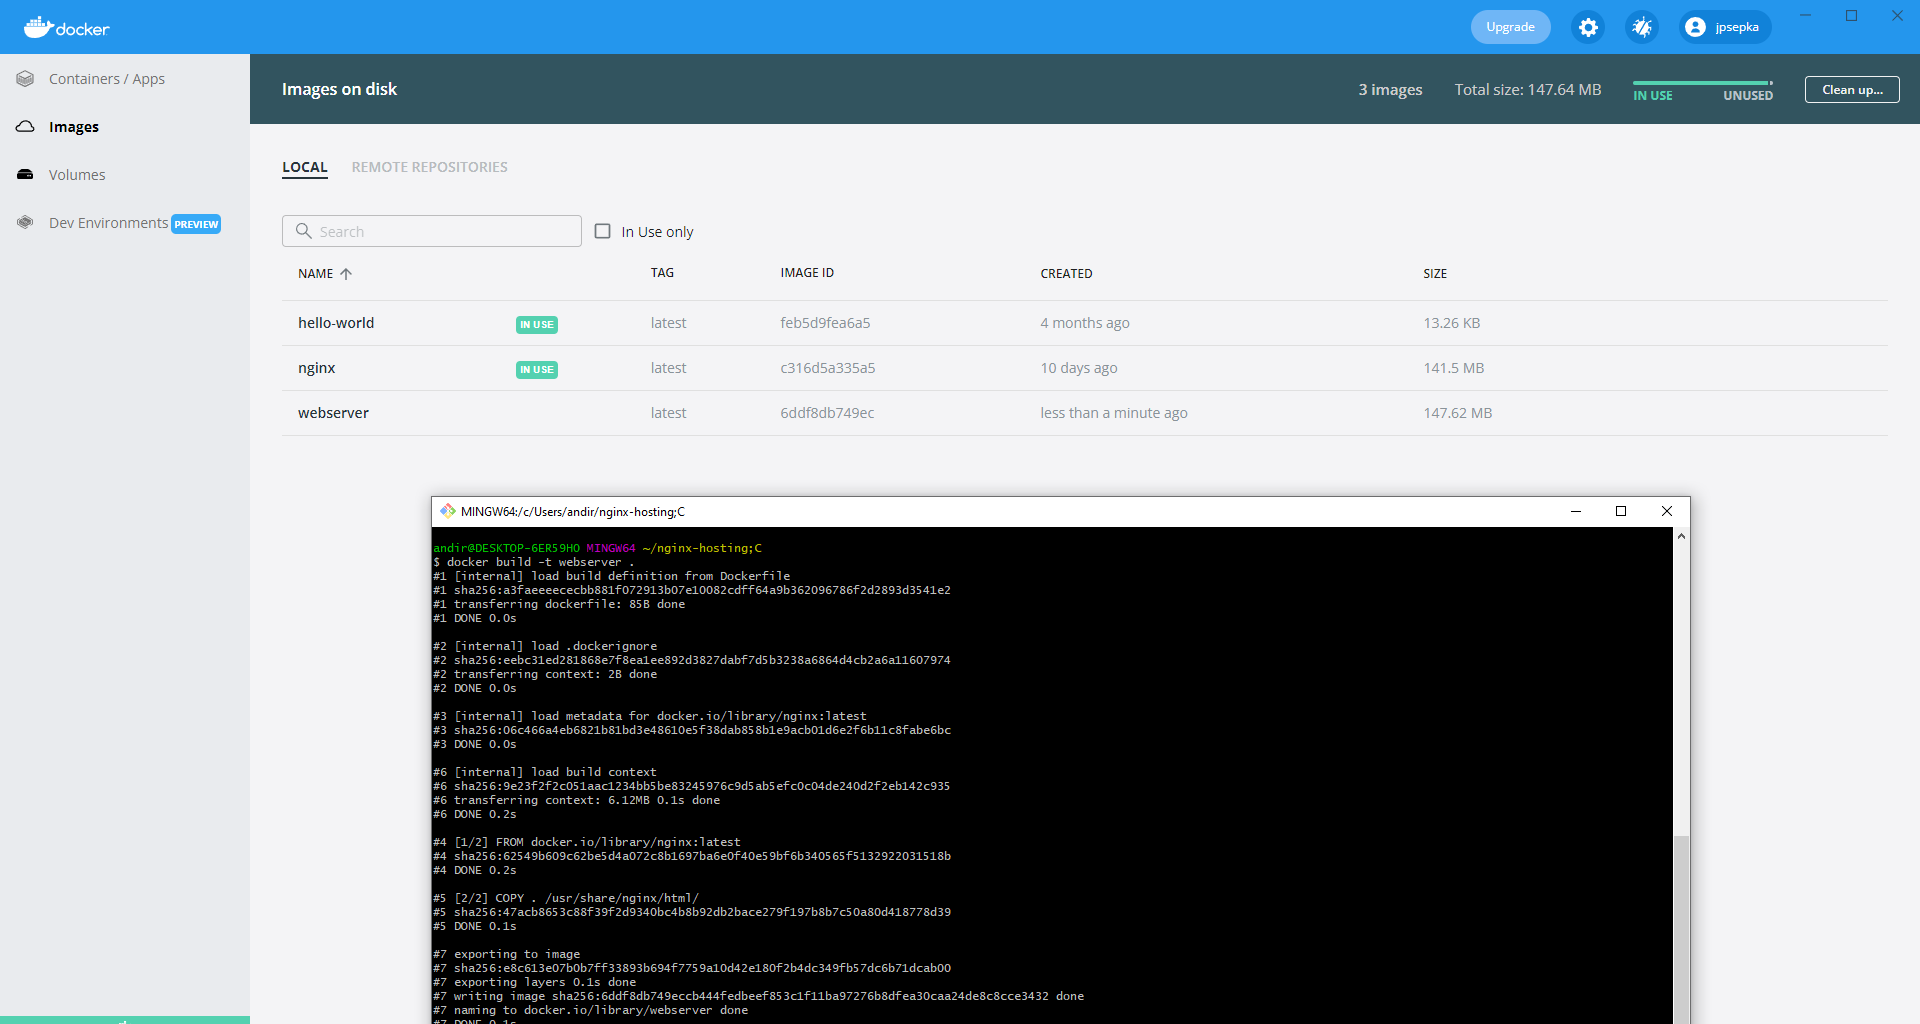 docker
Upgrade
jpsepka
Containers / Apps
Images
Volumes
Dev Environments PREVIEW
Images on disk
3 images
Total size: 147.64 MB
IN USE
UNUSED
Clean up...
LOCAL
REMOTE REPOSITORIES
Search
In Use only
NAME TAG IMAGE ID CREATED SIZE
hello-world IN USE latest feb5d9fea6a5 4 months ago 13.26 KB
nginx IN USE latest c316d5a335a5 10 days ago 141.5 MB
webserver latest 6ddf8db749ec less than a minute ago 147.62 MB
MINGW64:/c/Users/andir/nginx-hosting;C
andir@DESKTOP-6ER59HO MINGW64 ~/nginx-hosting;C
$ docker build -t webserver .
#1 [internal] load build definition from Dockerfile
#1 sha256:a3faeeeececbb881f072913b07e10082cdff64a9b362096786f2d2893d3541e2
#1 transferring dockerfile: 85B done
#1 DONE 0.0s
#2 [internal] load .dockerignore
#2 sha256:eebc31ed281868e7f8ea1ee892d3827dabf7d5b3238a6864d4cb2a6a11607974
#2 transferring context: 2B done
#2 DONE 0.0s
#3 [internal] load metadata for docker.io/library/nginx:latest
#3 sha256:06c466a4eb6821b81bd3e48610e5f38dab858b1e9acb01d6e2f6b11c8fabe6bc
#3 DONE 0.0s
#6 [internal] load build context
#6 sha256:9e23f2f2c051aac1234bb5be83245976c9d5ab5efc0c04de240d2f2eb142c935
#6 transferring context: 6.12MB 0.1s done
#6 DONE 0.2s
#4 [1/2] FROM docker.io/library/nginx:latest
#4 sha256:62549b609c62be5d4a072c8b1697ba6e0f40e59bf6b340565f5132922031518b
#4 DONE 0.2s
#5 [2/2] COPY . /usr/share/nginx/html/
#5 sha256:47acb8653c88f39f2d9340bc4b8b92db2bace279f197b8b7c50a80d418778d39
#5 DONE 0.1s
#7 exporting to image
#7 sha256:e8c613e07b0b7ff33893b694f7759a10d42e180f2b4dc349fb57dc6b71dcab00
#7 exporting layers 0.1s done
#7 writing image sha256:6ddf8db749eccb444fedbeef853c1f11ba97276b8dfea30caa24de8c8cce3432 done
#7 naming to docker.io/library/webserver done
#7 DONE 0.1s